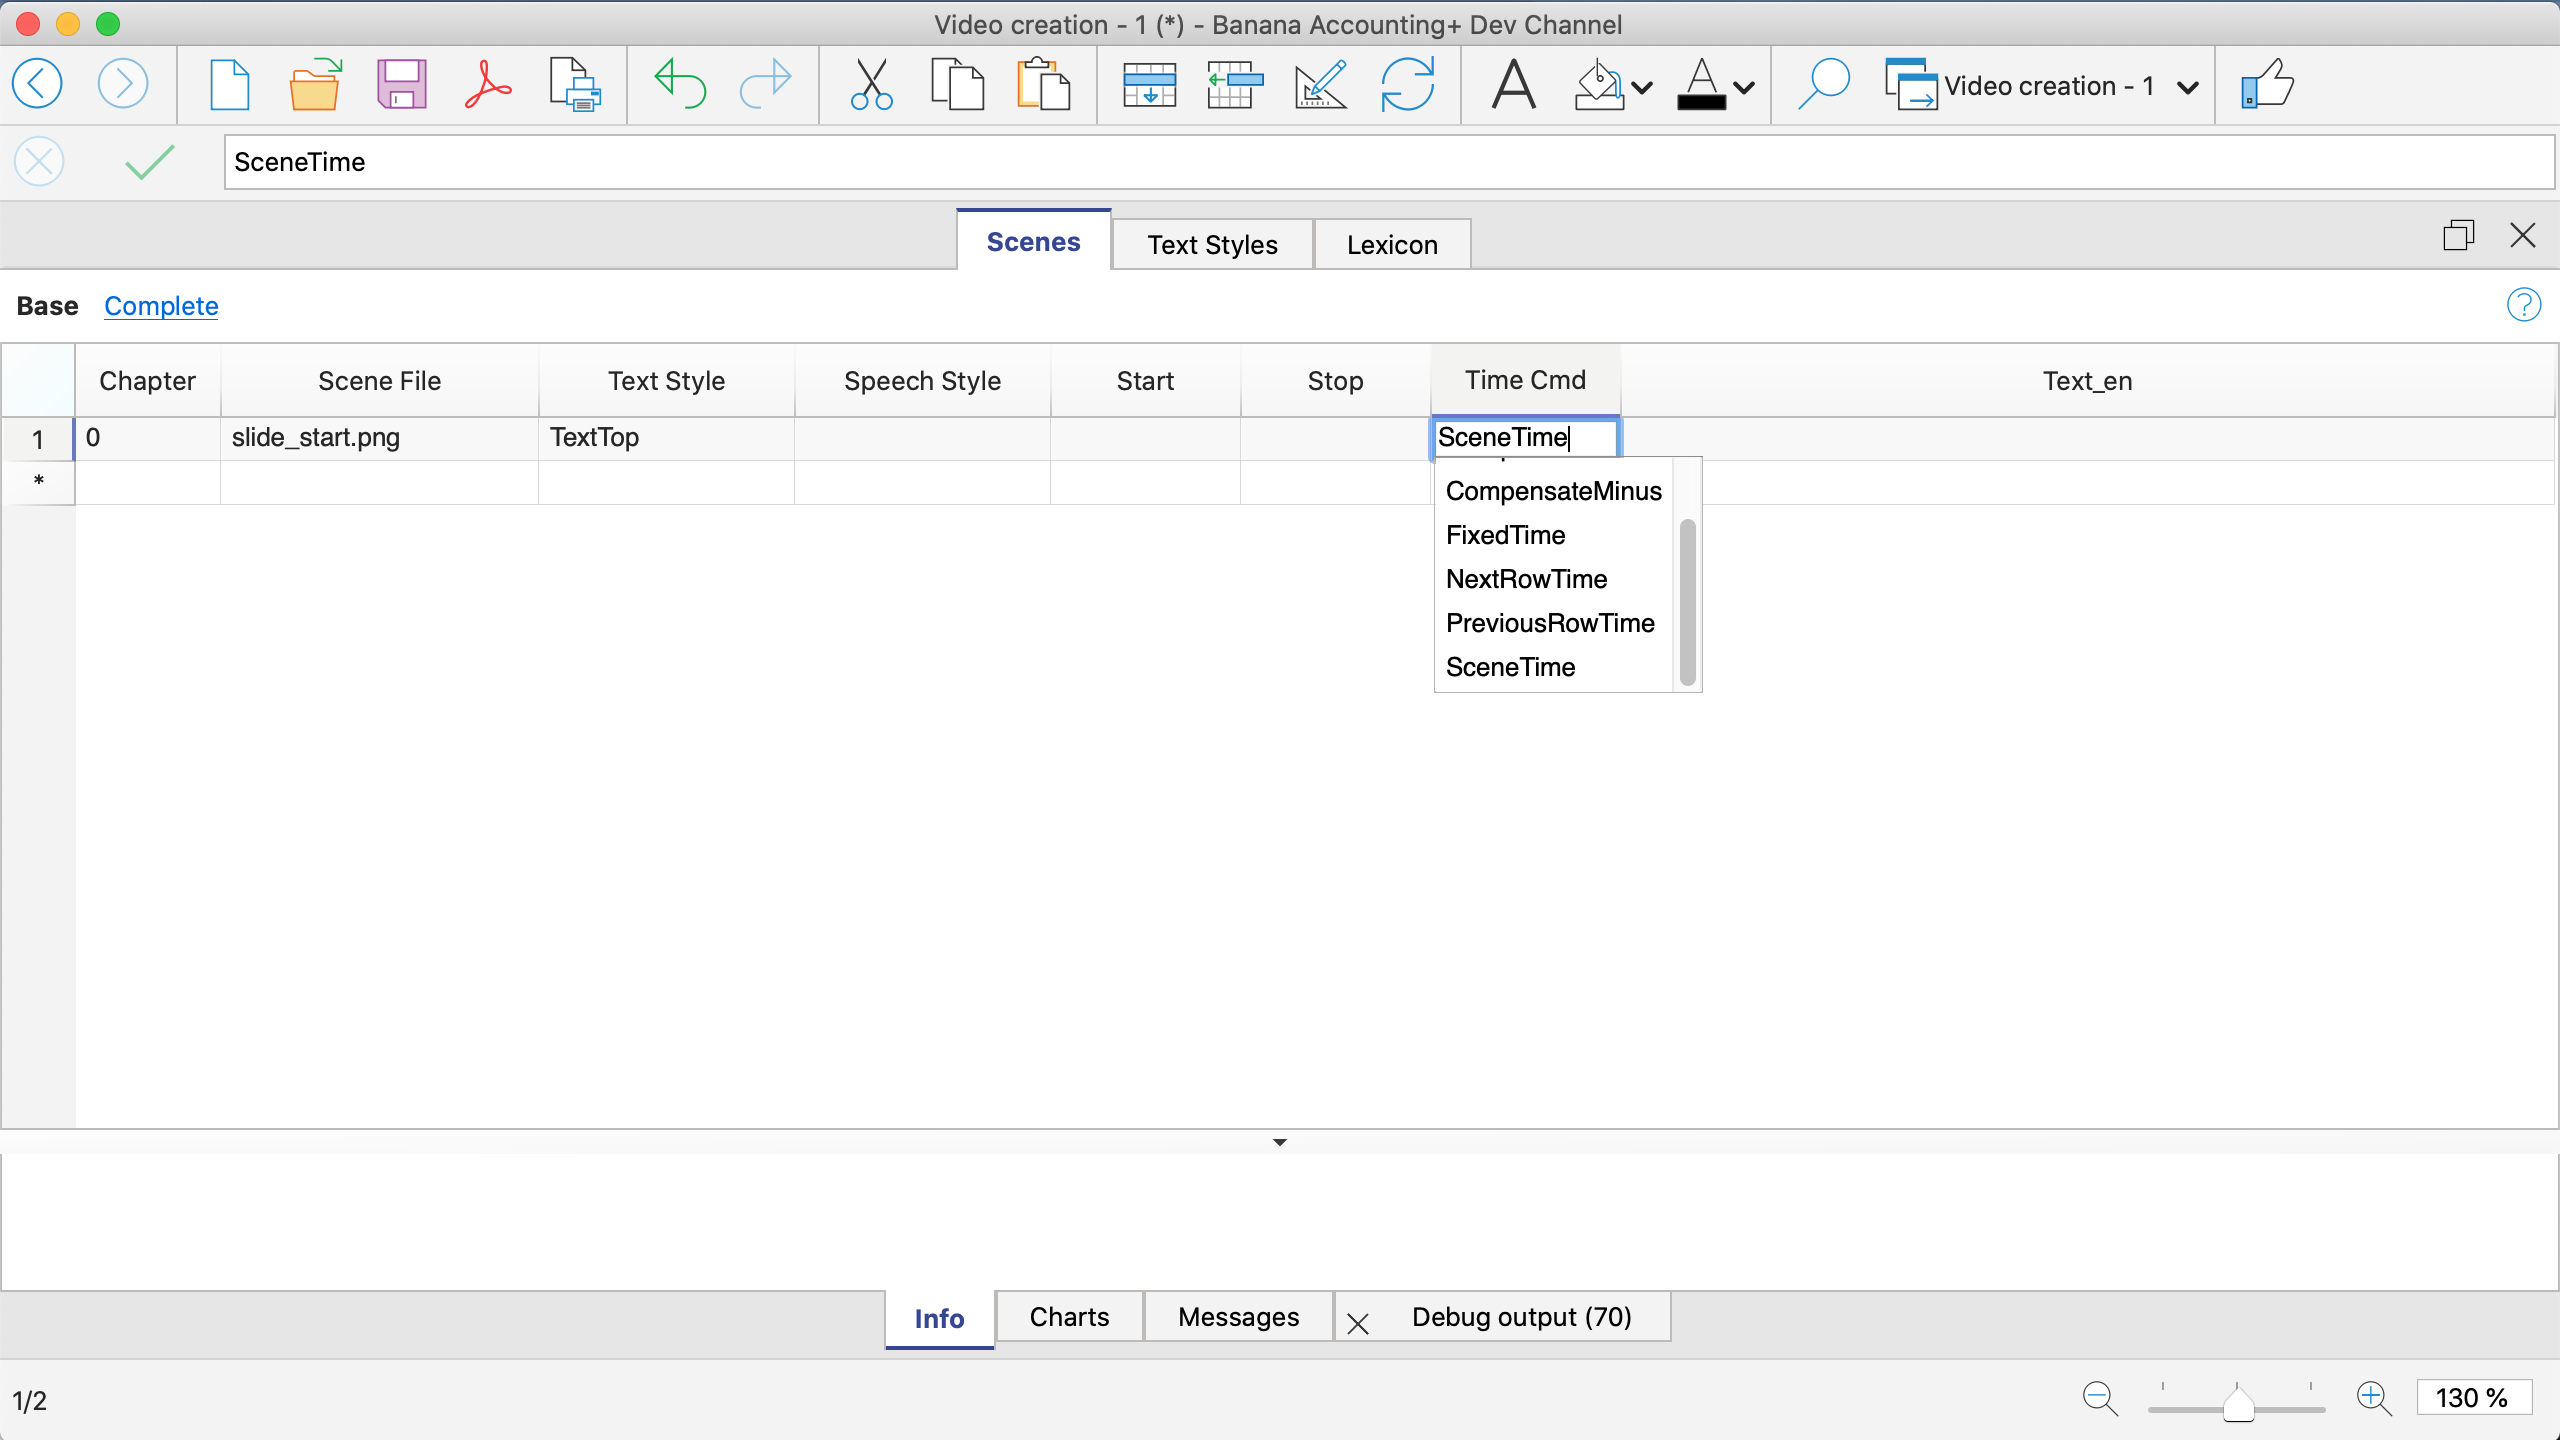 Video creation - 1 (*) - Banana Accounting+ Dev Channel
Video creation - 1
SceneTime
Scenes Text Styles Lexicon
Base Complete
Chapter Scene File Text Style Speech Style Start Stop Time Cmd Text_en
1 0 slide_start.png TextTop SceneTime
*
CompensateMinus
FixedTime
NextRowTime
PreviousRowTime
SceneTime
Info Charts Messages Debug output (70)
1/2 130 %